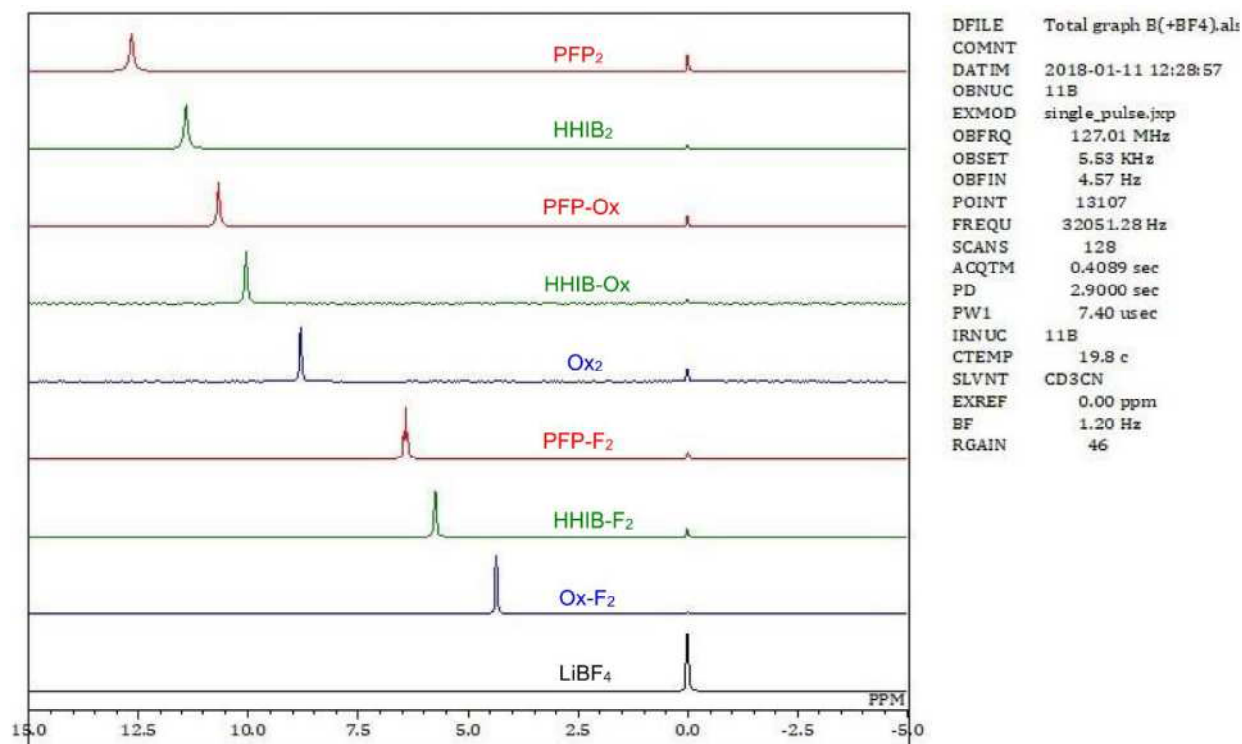 PFP₂
HHIB₂
PFP-Ox
HHIB-Ox
Ox₂
PFP-F₂
HHIB-F₂
Ox-F₂
LiBF₄
PPM
15.0 12.5 10.0 7.5 5.0 2.5 0.0 -2.5 -5.0
DFILE Total graph B(+BF4).als
COMNT
DATIM 2018-01-11 12:28:57
OBNUC 11B
EXMOD single_pulse.jxp
OBFRQ 127.01 MHz
OBSET 5.53 KHz
OBFIN 4.57 Hz
POINT 13107
FREQU 32051.28 Hz
SCANS 128
ACQTM 0.4089 sec
PD 2.9000 sec
PW1 7.40 usec
IRNUC 11B
CTEMP 19.8 c
SLVNT CD3CN
EXREF 0.00 ppm
BF 1.20 Hz
RGAIN 46